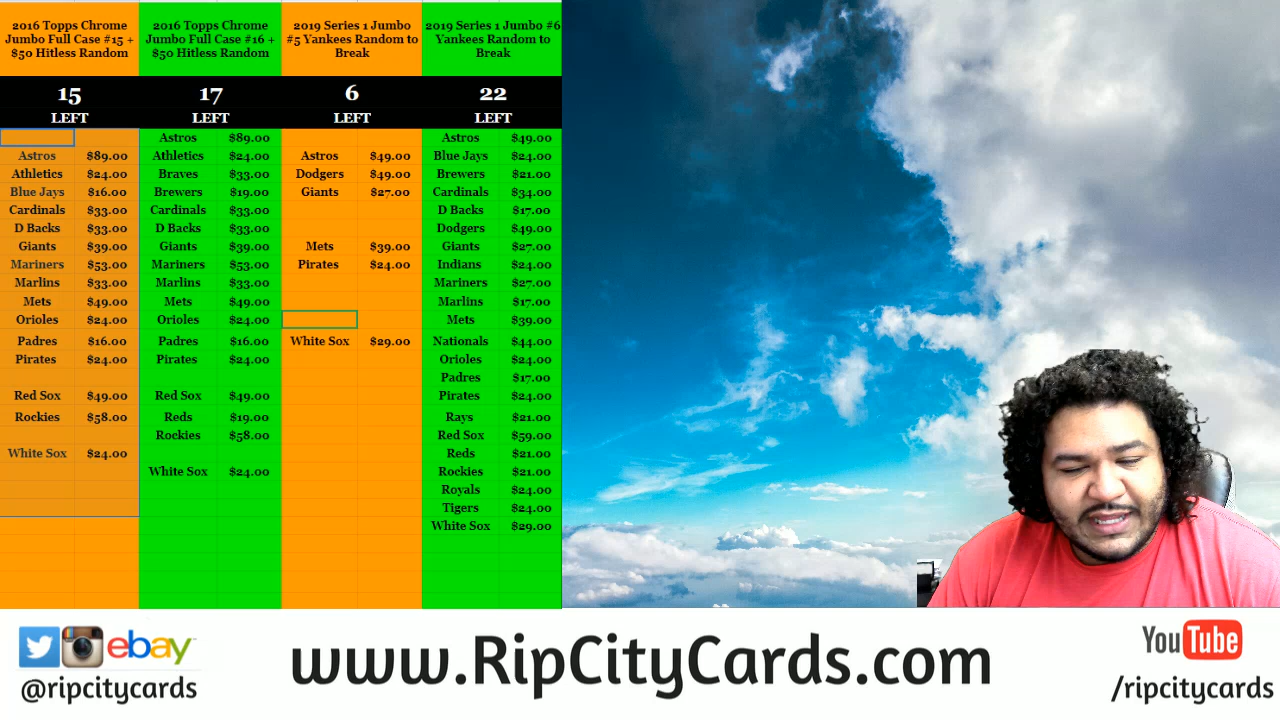 2016 Topps Chrome
Jumbo Full Case #15 +
$50 Hitless Random
15
LEFT
Astros $89.00
Athletics $24.00
Blue Jays $16.00
Cardinals $33.00
D Backs $33.00
Giants $39.00
Mariners $53.00
Marlins $33.00
Mets $49.00
Orioles $24.00
Padres $16.00
Pirates $24.00
Red Sox $49.00
Rockies $58.00
White Sox $24.00
2016 Topps Chrome
Jumbo Full Case #16 +
$50 Hitless Random
17
LEFT
Astros $89.00
Athletics $24.00
Braves $33.00
Brewers $19.00
Cardinals $33.00
D Backs $33.00
Giants $39.00
Mariners $53.00
Marlins $33.00
Mets $49.00
Orioles $24.00
Padres $16.00
Pirates $24.00
Red Sox $49.00
Reds $19.00
Rockies $58.00
White Sox $24.00
2019 Series 1 Jumbo
#5 Yankees Random to
Break
6
LEFT
Astros $49.00
Dodgers $49.00
Giants $27.00
Mets $39.00
Pirates $24.00
White Sox $29.00
2019 Series 1 Jumbo #6
Yankees Random to
Break
22
LEFT
Astros $49.00
Blue Jays $24.00
Brewers $21.00
Cardinals $34.00
D Backs $17.00
Dodgers $49.00
Giants $27.00
Indians $24.00
Mariners $27.00
Marlins $17.00
Mets $39.00
Nationals $44.00
Orioles $24.00
Padres $17.00
Pirates $24.00
Rays $21.00
Red Sox $59.00
Reds $21.00
Rockies $21.00
Royals $24.00
Tigers $24.00
White Sox $29.00
ebay
@ripcitycards
www.RipCityCards.com
YouTube
/ripcitycards